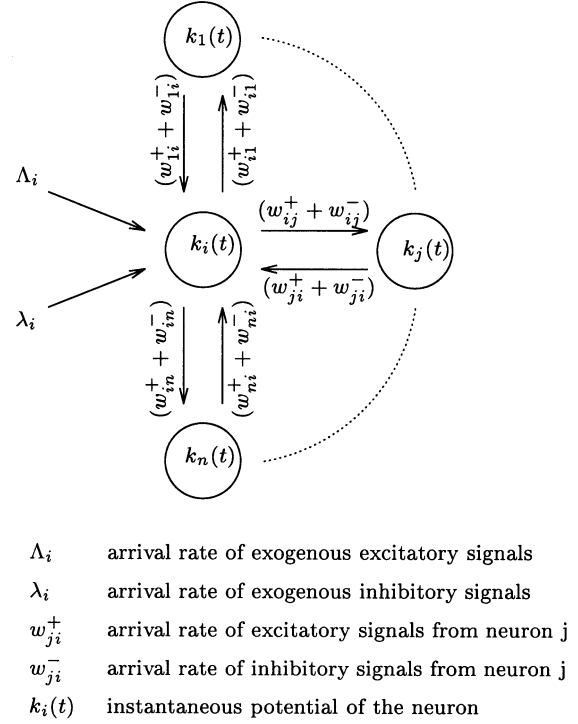 k₁(t)
(w⁺₁ᵢ + w⁻₁ᵢ)
(w⁺ᵢ₁ + w⁻ᵢ₁)
Λᵢ
(w⁺ᵢⱼ + w⁻ᵢⱼ)
kᵢ(t)
kⱼ(t)
(w⁺ⱼᵢ + w⁻ⱼᵢ)
λᵢ
(w⁺ᵢₙ + w⁻ᵢₙ)
(w⁺ₙᵢ + w⁻ₙᵢ)
kₙ(t)
Λᵢ arrival rate of exogenous excitatory signals
λᵢ arrival rate of exogenous inhibitory signals
w⁺ⱼᵢ arrival rate of excitatory signals from neuron j
w⁻ⱼᵢ arrival rate of inhibitory signals from neuron j
kᵢ(t) instantaneous potential of the neuron